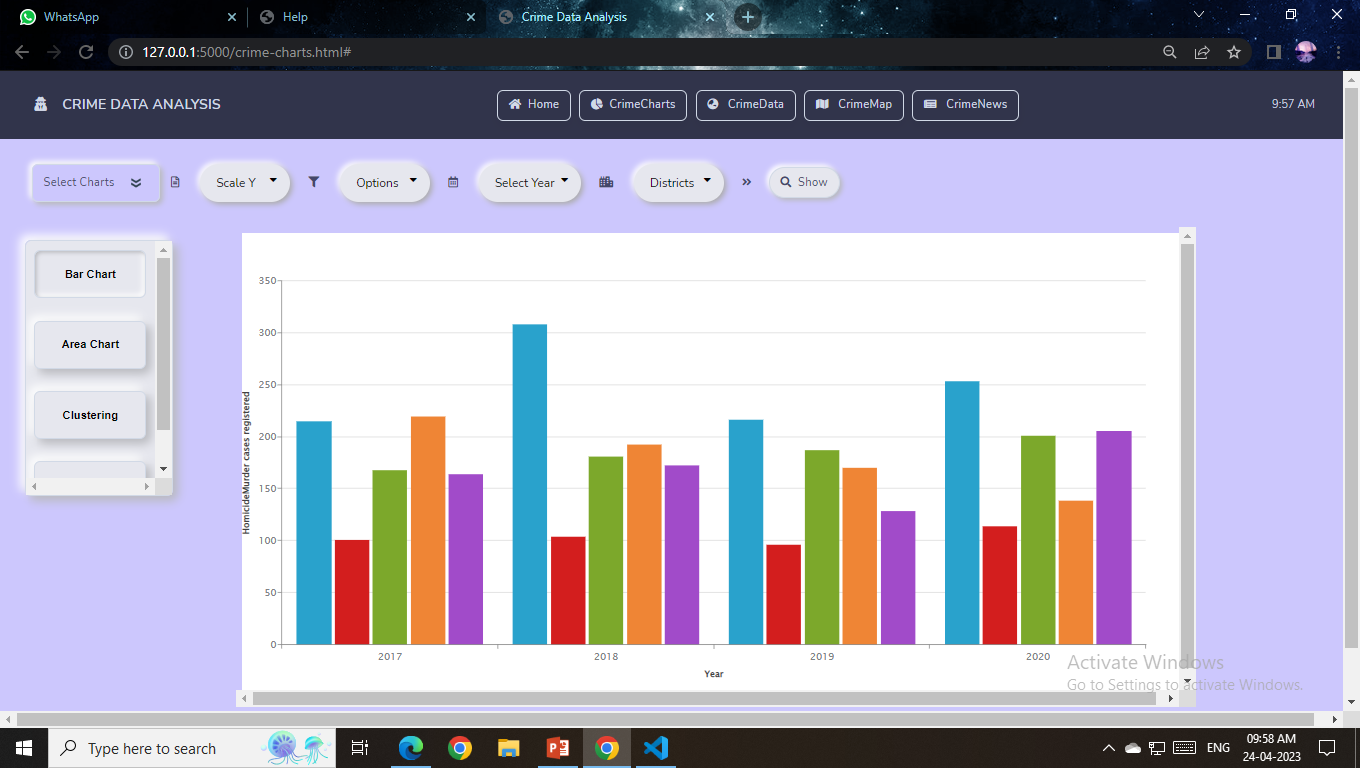 WhatsApp
Help
Crime Data Analysis
127.0.0.1:5000/crime-charts.html#
CRIME DATA ANALYSIS
Home
CrimeCharts
CrimeData
CrimeMap
CrimeNews
9:57 AM
Select Charts
Scale Y
Options
Select Year
Districts
Show
Bar Chart
Area Chart
Clustering
HomicideMurder cases registered
350
300
250
200
150
100
50
0
2017
2018
2019
2020
Year
Activate Windows
Go to Settings to activate Windows.
Type here to search
ENG
09:58 AM
24-04-2023